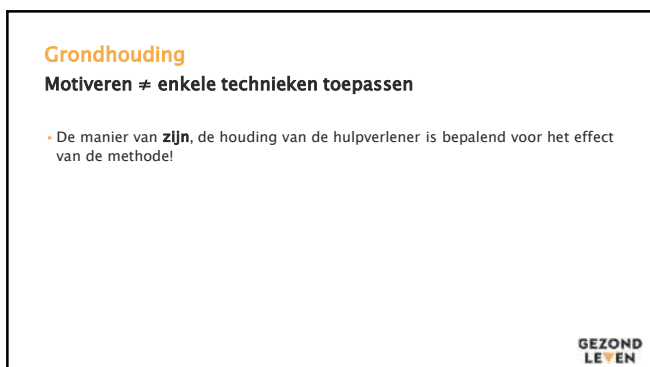 Grondhouding
Motiveren ≠ enkele technieken toepassen
▸ De manier van zijn, de houding van de hulpverlener is bepalend voor het effect
van de methode!
GEZOND
LEVEN